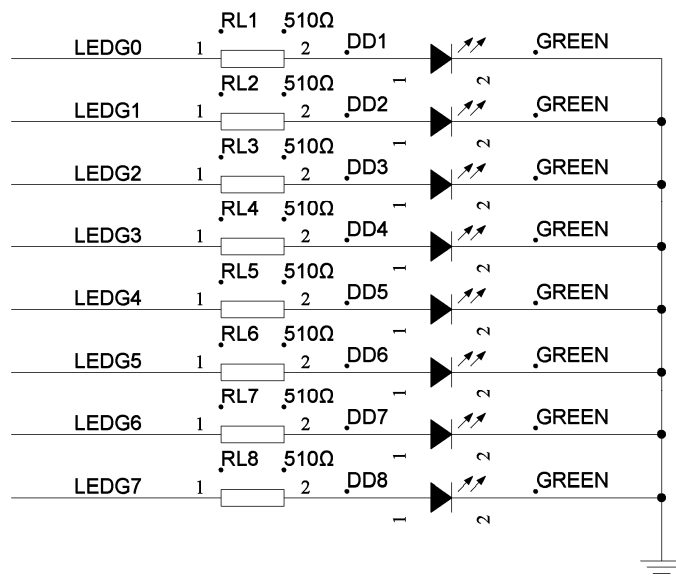 RL1 510Ω
LEDG0 1 2 DD1 GREEN
1 2
RL2 510Ω
LEDG1 1 2 DD2 GREEN
1 2
RL3 510Ω
LEDG2 1 2 DD3 GREEN
1 2
RL4 510Ω
LEDG3 1 2 DD4 GREEN
1 2
RL5 510Ω
LEDG4 1 2 DD5 GREEN
1 2
RL6 510Ω
LEDG5 1 2 DD6 GREEN
1 2
RL7 510Ω
LEDG6 1 2 DD7 GREEN
1 2
RL8 510Ω
LEDG7 1 2 DD8 GREEN
1 2